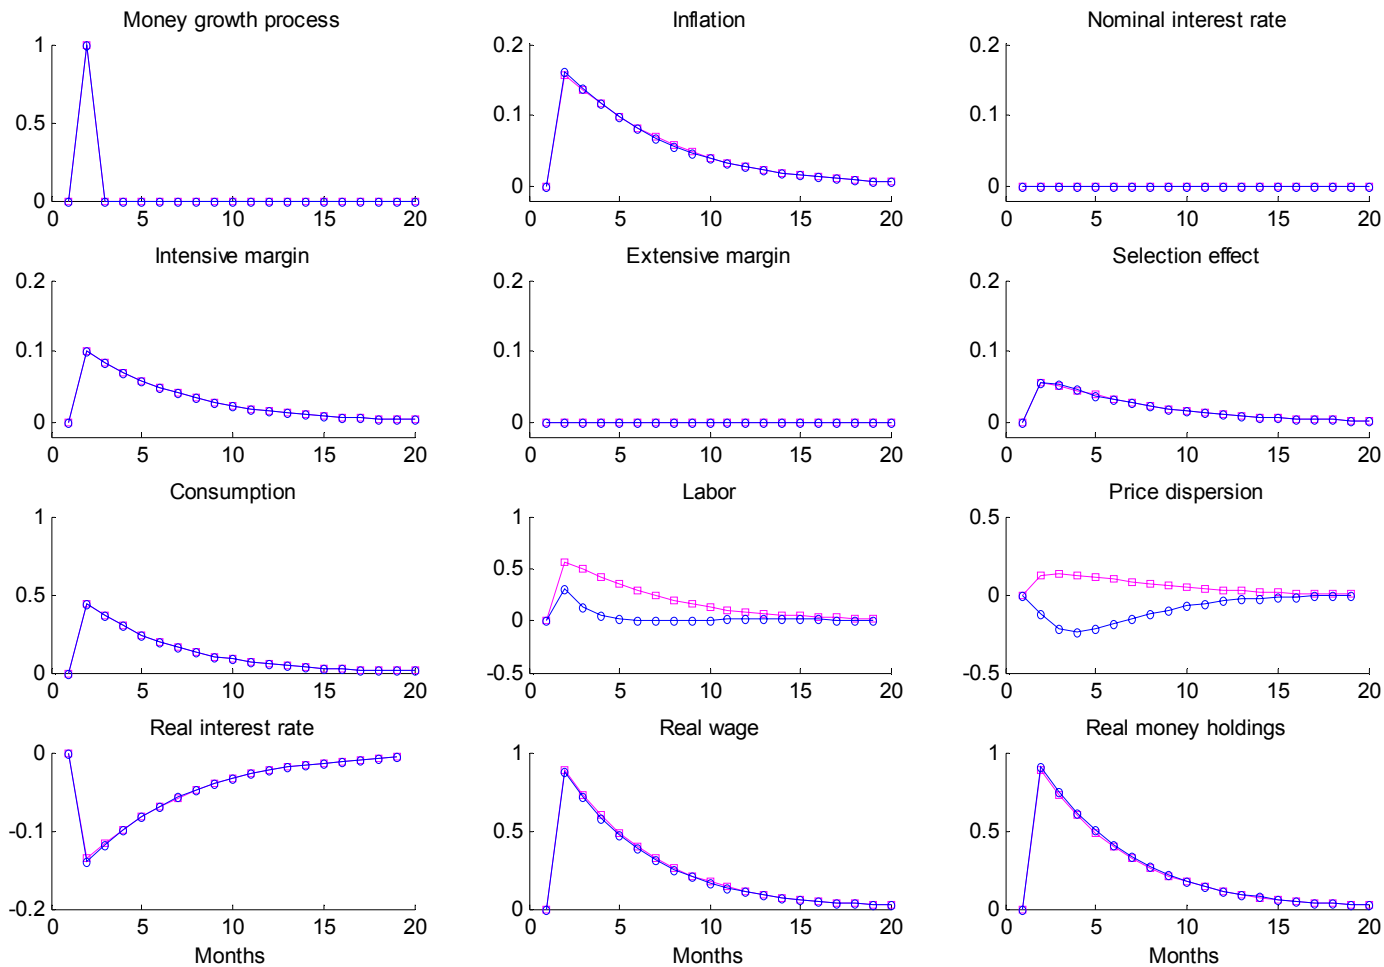 Money growth process Inflation Nominal interest rate
1 0.2 0.2
0.5 0.1 0.1
0 0 0
0 5 10 15 20 0 5 10 15 20 0 5 10 15 20
Intensive margin Extensive margin Selection effect
0.2 0.2 0.2
0.1 0.1 0.1
0 0 0
0 5 10 15 20 0 5 10 15 20 0 5 10 15 20
Consumption Labor Price dispersion
1 1 0.5
0.5 0.5 0
0 0
0 -0.5 -0.5
0 5 10 15 20 0 5 10 15 20 0 5 10 15 20
Real interest rate Real wage Real money holdings
0 1 1
-0.1 0.5 0.5
-0.2 0 0
0 5 10 15 20 0 5 10 15 20 0 5 10 15 20
Months Months Months